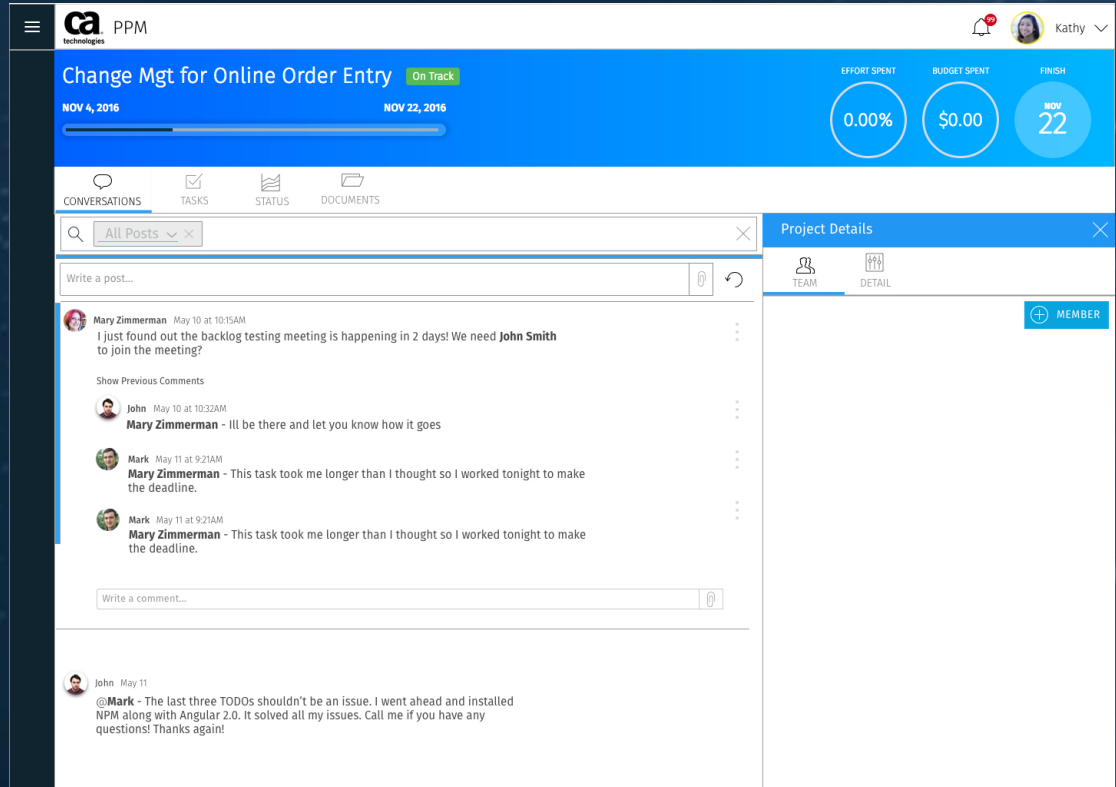 ca
technologies
PPM
99
Kathy
Change Mgt for Online Order Entry
On Track
NOV 4, 2016
NOV 22, 2016
EFFORT SPENT
0.00%
BUDGET SPENT
$0.00
FINISH
NOV
22
CONVERSATIONS
TASKS
STATUS
DOCUMENTS
All Posts
Write a post...
Mary Zimmerman May 10 at 10:15AM
I just found out the backlog testing meeting is happening in 2 days! We need John Smith
to join the meeting?
Show Previous Comments
John May 10 at 10:32AM
Mary Zimmerman - Ill be there and let you know how it goes
Mark May 11 at 9:21AM
Mary Zimmerman - This task took me longer than I thought so I worked tonight to make
the deadline.
Mark May 11 at 9:21AM
Mary Zimmerman - This task took me longer than I thought so I worked tonight to make
the deadline.
Write a comment...
John May 11
@Mark - The last three TODOs shouldn't be an issue. I went ahead and installed
NPM along with Angular 2.0. It solved all my issues. Call me if you have any
questions! Thanks again!
Project Details
TEAM
DETAIL
MEMBER